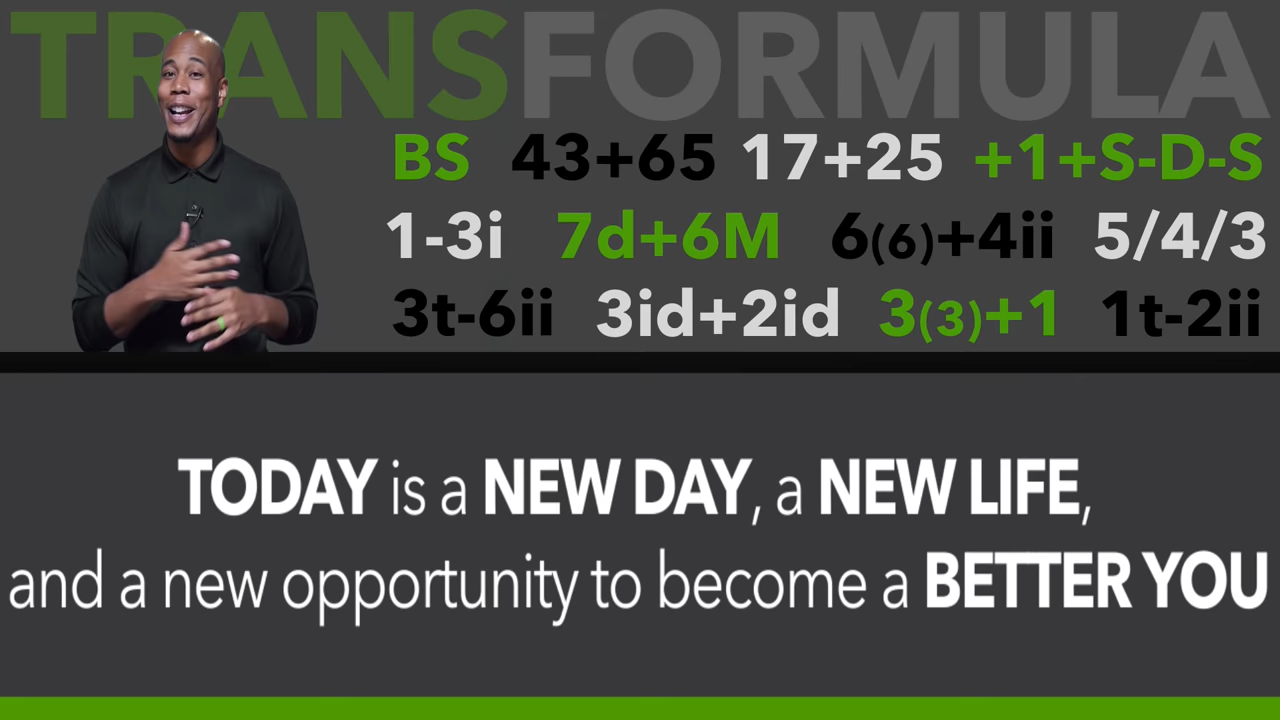 TRANSFORMULA
BS 43+65 17+25 +1+S-D-S
1-3i 7d+6M 6(6)+4ii 5/4/3
3t-6ii 3id+2id 3(3)+1 1t-2ii
TODAY is a NEW DAY, a NEW LIFE,
and a new opportunity to become a BETTER YOU